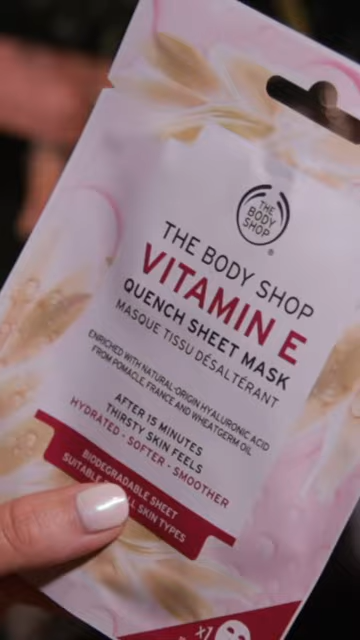 THE
BODY
SHOP
®
THE BODY SHOP
VITAMIN E
QUENCH SHEET MASK
MASQUE TISSU DÉSALTÉRANT
ENRICHED WITH NATURAL-ORIGIN HYALURONIC ACID
FROM POMACLE, FRANCE AND WHEATGERM OIL
AFTER 15 MINUTES
THIRSTY SKIN FEELS
HYDRATED · SOFTER · SMOOTHER
BIODEGRADABLE SHEET
SUITABLE SKIN TYPES
X1